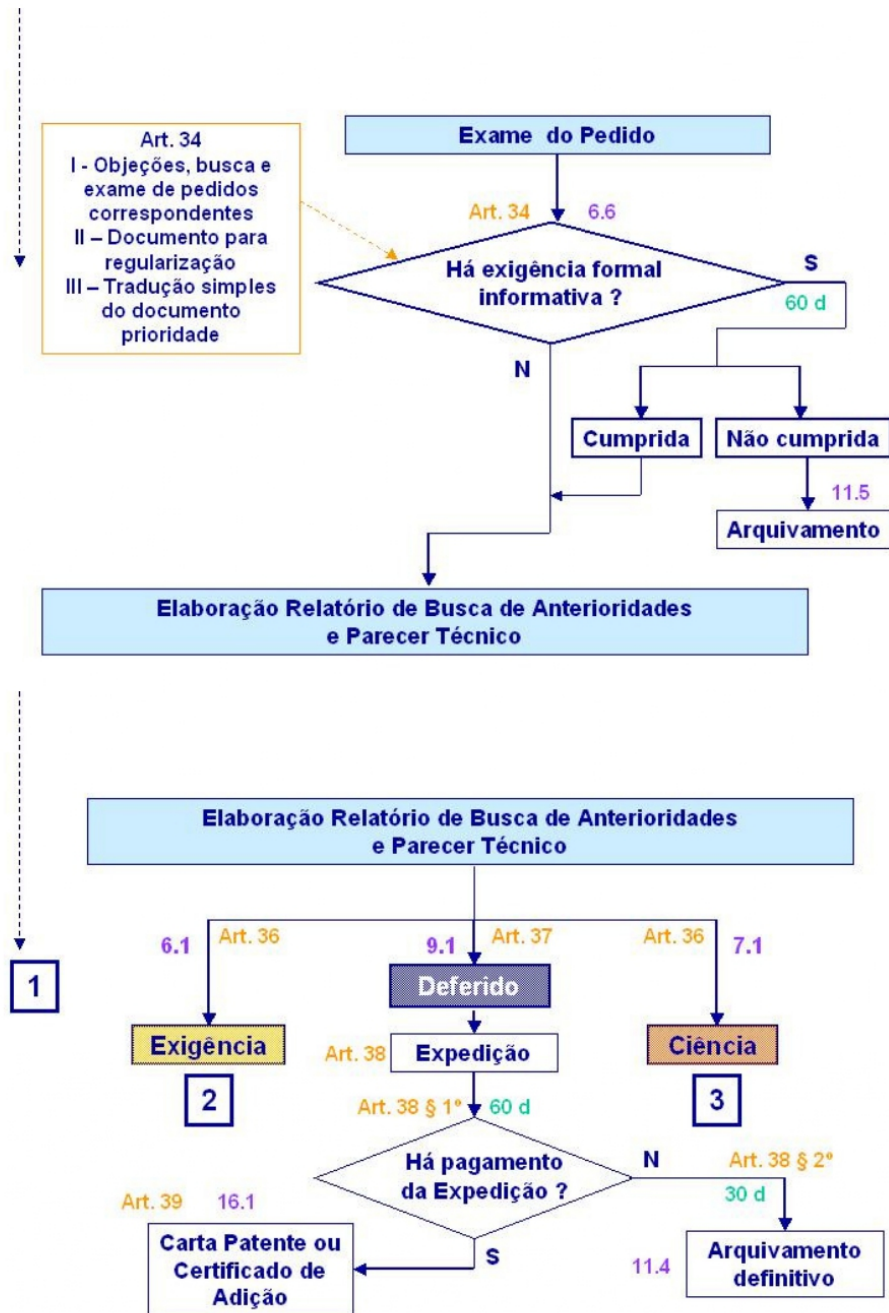 Exame do Pedido
Art. 34
I - Objeções, busca e
exame de pedidos
correspondentes
II – Documento para
regularização
III – Tradução simples
do documento
prioridade
Art. 34
6.6
Há exigência formal
informativa ?
S
60 d
N
Cumprida
Não cumprida
11.5
Arquivamento
Elaboração Relatório de Busca de Anterioridades
e Parecer Técnico
Elaboração Relatório de Busca de Anterioridades
e Parecer Técnico
6.1
Art. 36
9.1
Art. 37
Art. 36
7.1
1
Deferido
Exigência
Art. 38
Expedição
Ciência
2
3
Art. 38 § 1º
60 d
Há pagamento
da Expedição ?
N
Art. 38 § 2º
30 d
Art. 39
16.1
S
Carta Patente ou
Certificado de
Adição
11.4
Arquivamento
definitivo